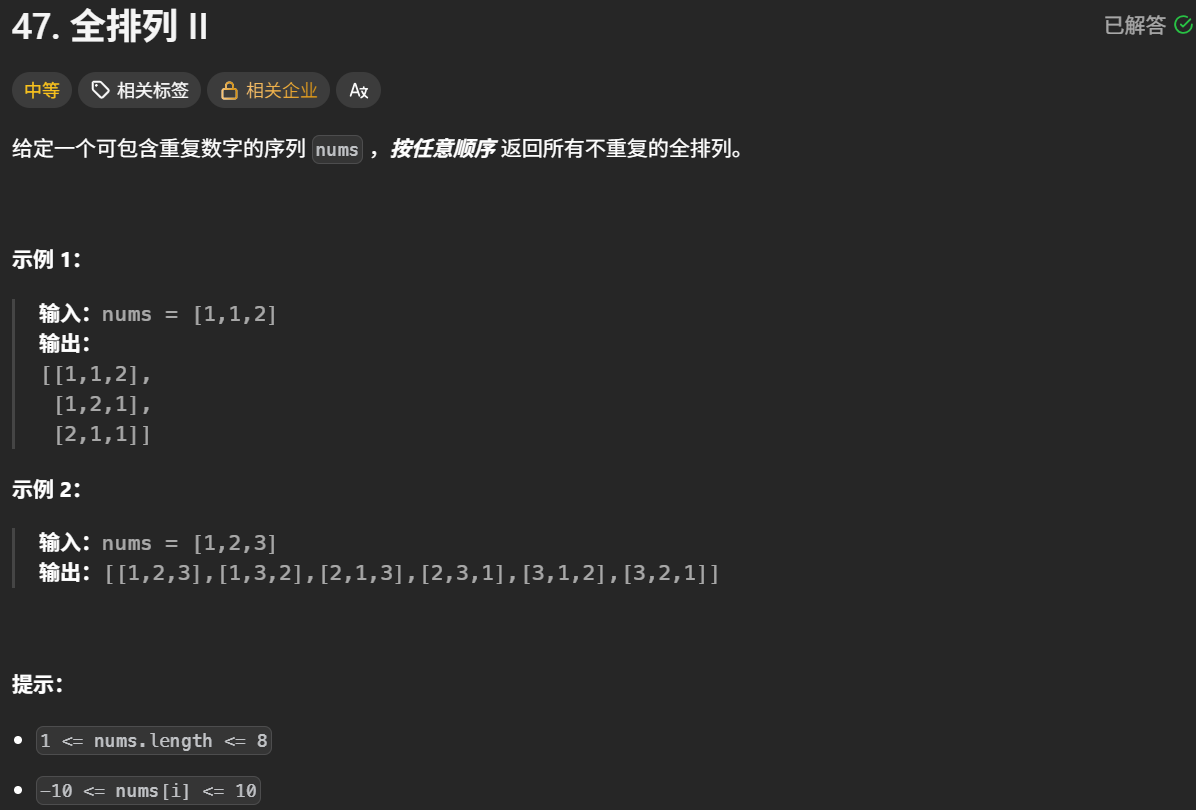 47. 全排列 II
已解答
中等 相关标签 相关企业
给定一个可包含重复数字的序列 nums ，按任意顺序 返回所有不重复的全排列。
示例 1：
输入：nums = [1,1,2]
输出：
[[1,1,2],
[1,2,1],
[2,1,1]]
示例 2：
输入：nums = [1,2,3]
输出：[[1,2,3],[1,3,2],[2,1,3],[2,3,1],[3,1,2],[3,2,1]]
提示：
1 <= nums.length <= 8
-10 <= nums[i] <= 10